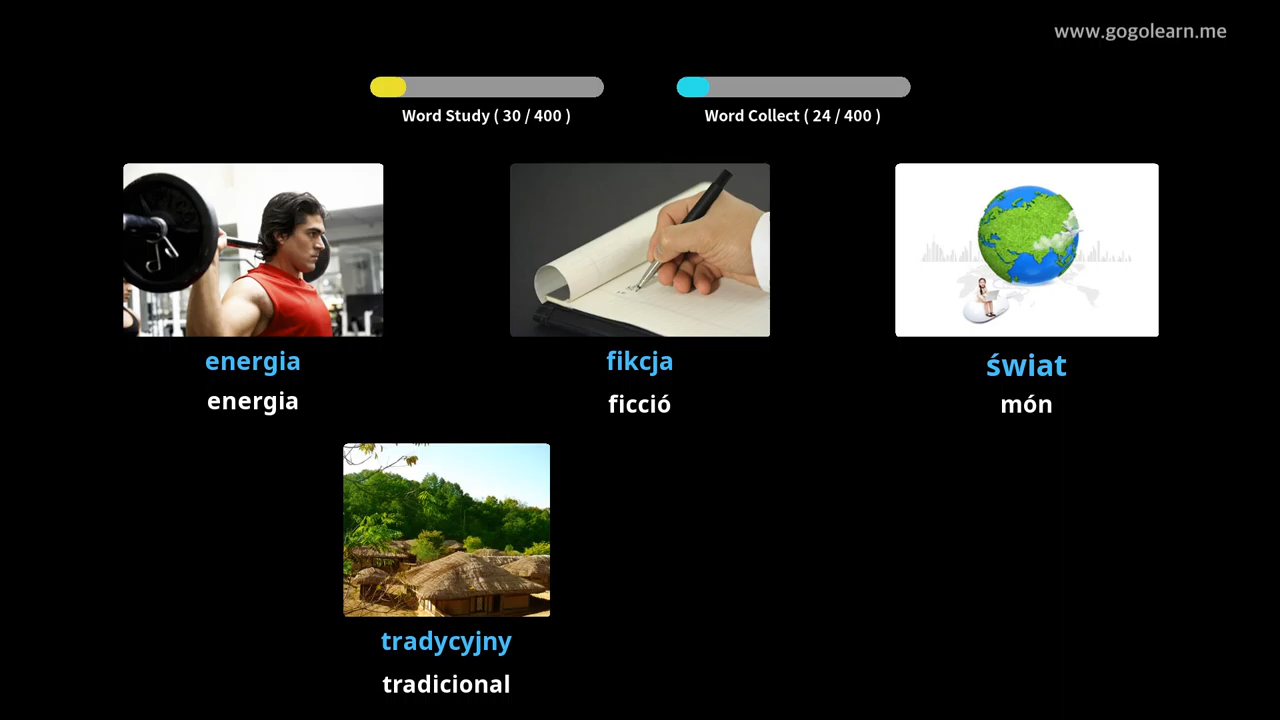 www.gogolearn.me
Word Study ( 30 / 400 )
Word Collect ( 24 / 400 )
energia
energia
fikcja
ficció
świat
món
tradycyjny
tradicional